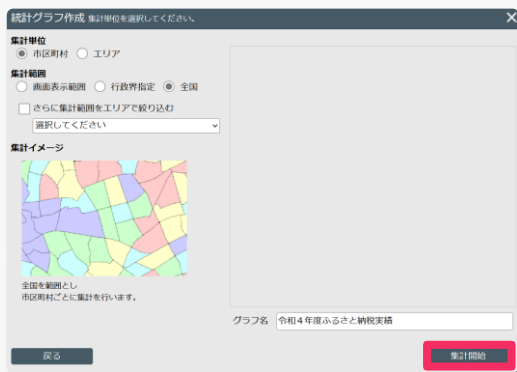 統計グラフ作成 集計単位を選択してください。
集計単位
市区町村 エリア
集計範囲
画面表示範囲 行政界指定 全国
さらに集計範囲をエリアで絞り込む
選択してください
集計イメージ
全国を範囲とし
市区町村ごとに集計を行います。
グラフ名 令和4年度ふるさと納税実績
戻る 集計開始